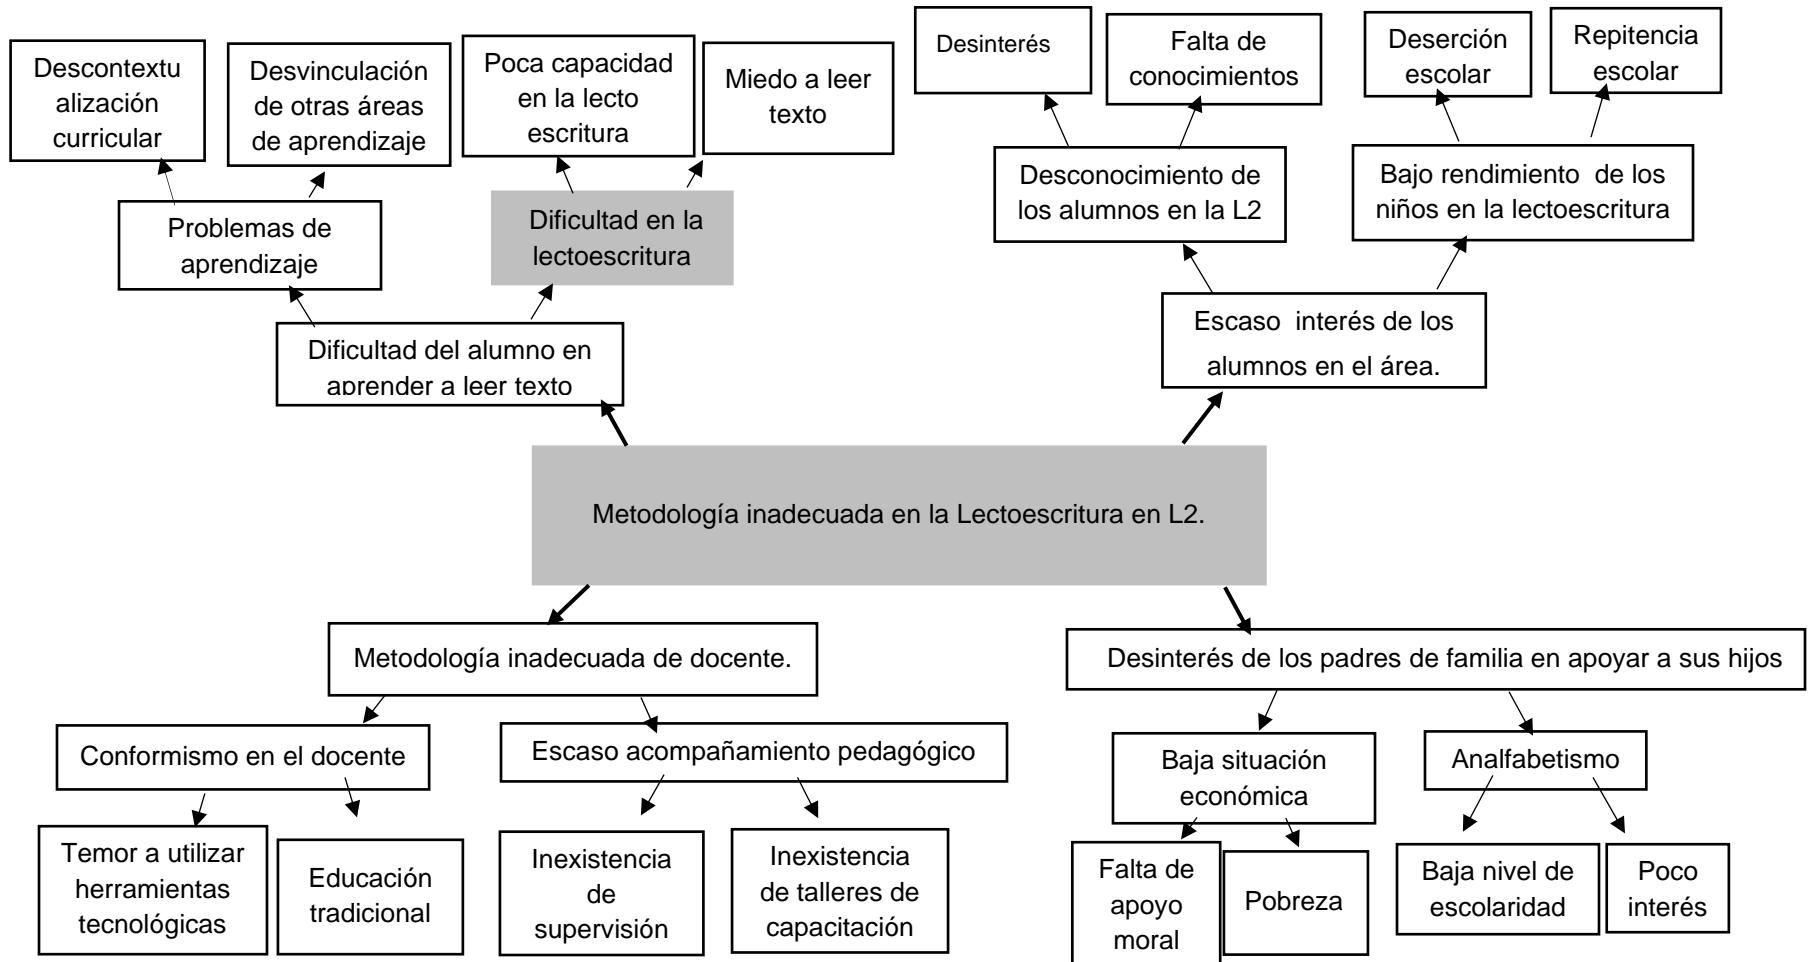 Descontextu
alización
curricular
Desvinculación
de otras áreas
de aprendizaje
Poca capacidad
en la lecto
escritura
Miedo a leer
texto
Desinterés
Falta de
conocimientos
Deserción
escolar
Repitencia
escolar
Problemas de
aprendizaje
Dificultad en la
lectoescritura
Desconocimiento de
los alumnos en la L2
Bajo rendimiento  de los
niños en la lectoescritura
Dificultad del alumno en
aprender a leer texto
Escaso  interés de los
alumnos en el área.
Metodología inadecuada en la Lectoescritura en L2.
Metodología inadecuada de docente.
Desinterés de los padres de familia en apoyar a sus hijos
Conformismo en el docente
Escaso acompañamiento pedagógico
Baja situación
económica
Analfabetismo
Temor a utilizar
herramientas
tecnológicas
Educación
tradicional
Inexistencia
de
supervisión
Inexistencia
de talleres de
capacitación
Falta de
apoyo
moral
Pobreza
Baja nivel de
escolaridad
Poco
interés